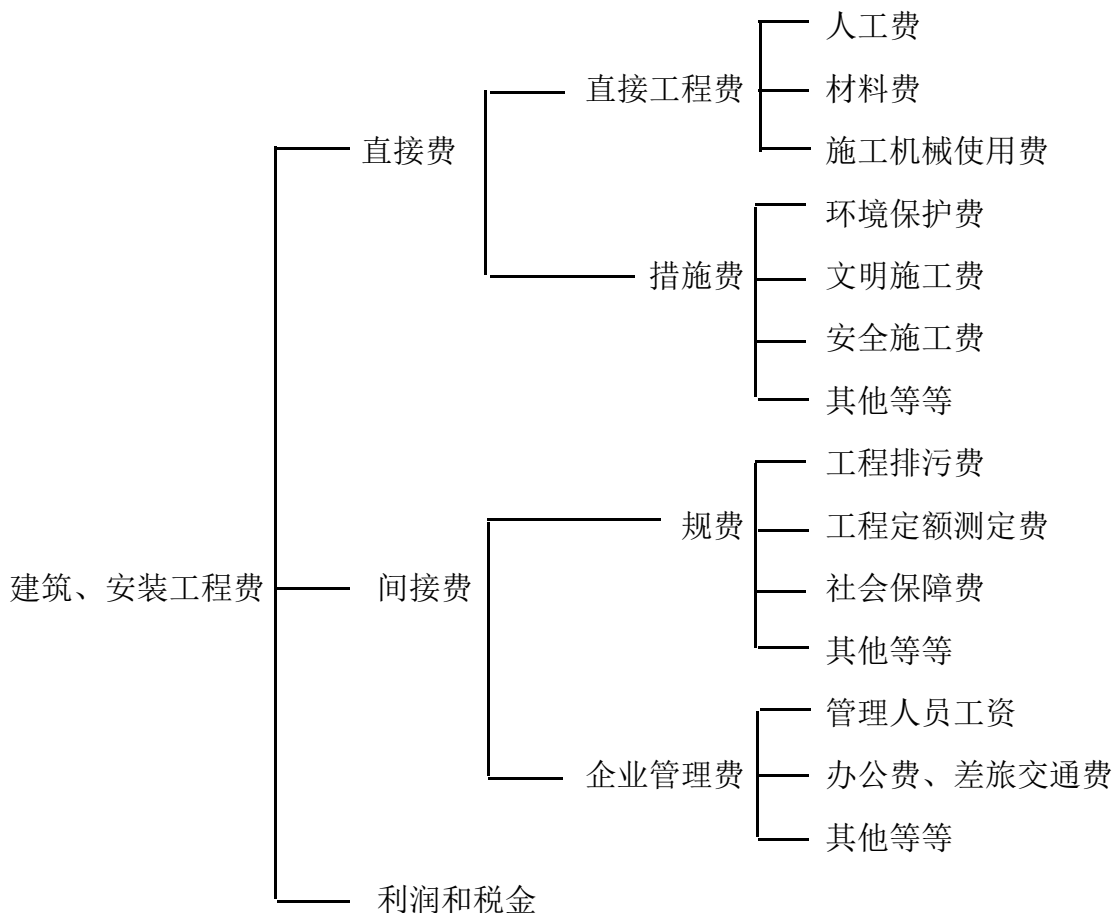 人工费
直接工程费
材料费
直接费
施工机械使用费
环境保护费
措施费
文明施工费
安全施工费
其他等等
工程排污费
规费
工程定额测定费
建筑、安装工程费
间接费
社会保障费
其他等等
管理人员工资
企业管理费
办公费、差旅交通费
其他等等
利润和税金